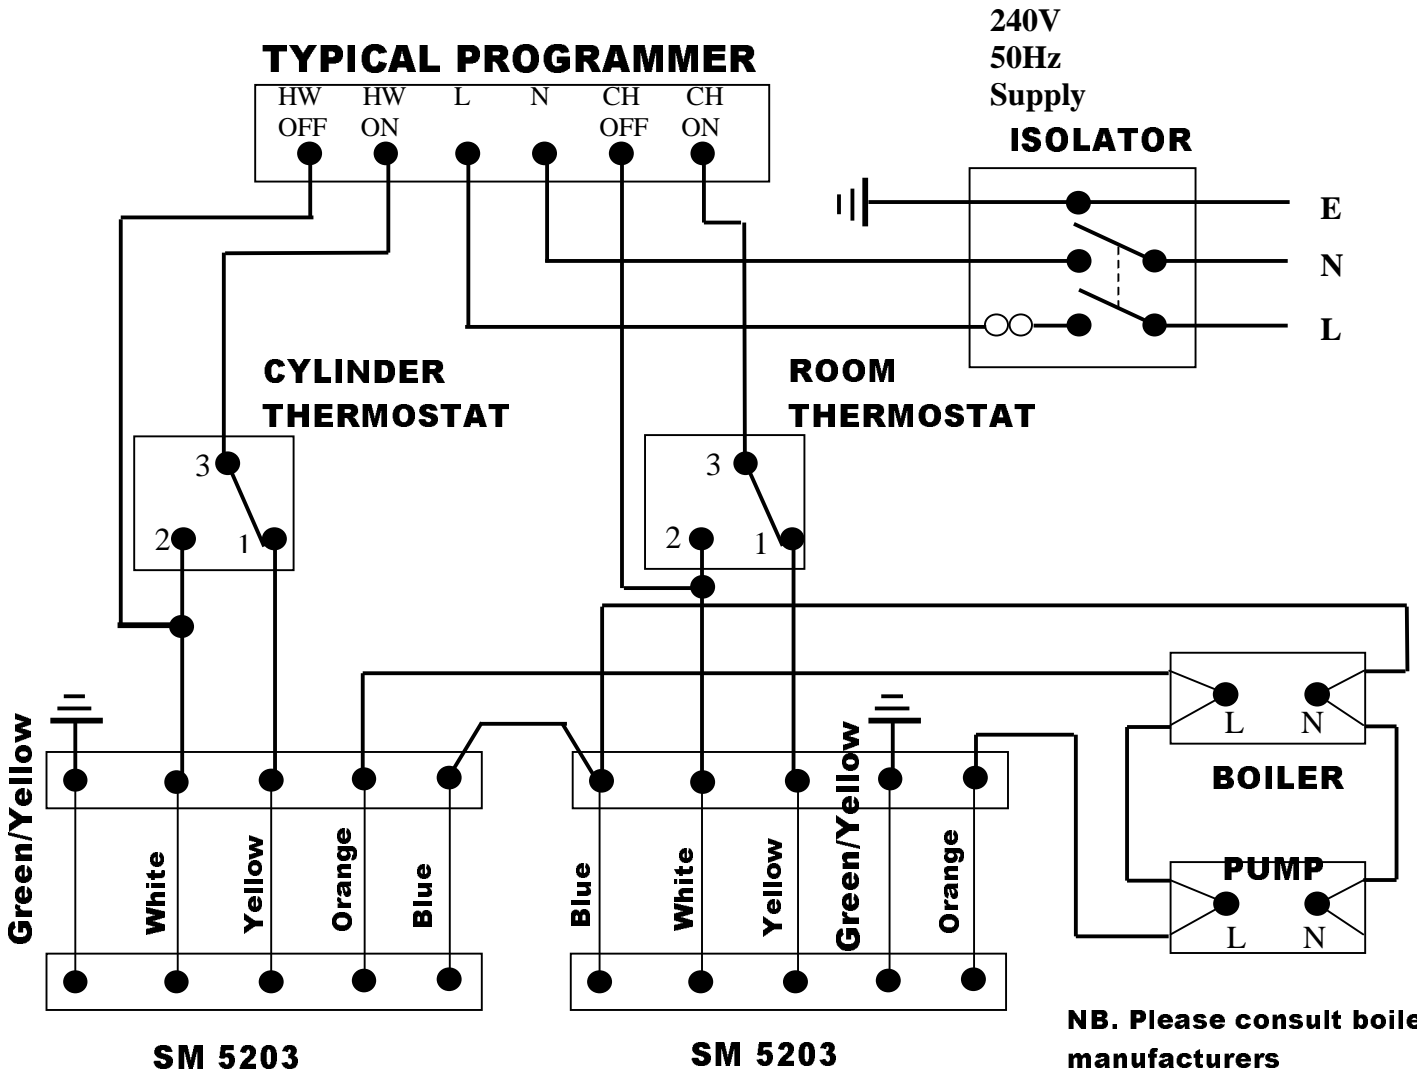 240V
50Hz
Supply
TYPICAL PROGRAMMER
HW HW L N CH CH
OFF ON OFF ON
ISOLATOR
E
N
L
CYLINDER
THERMOSTAT
ROOM
THERMOSTAT
3
2 1
3
2 1
L N
BOILER
PUMP
L N
Green/Yellow
White
Yellow
Orange
Blue
Blue
White
Yellow
Green/Yellow
Orange
SM 5203
SM 5203
NB. Please consult boile
manufacturers